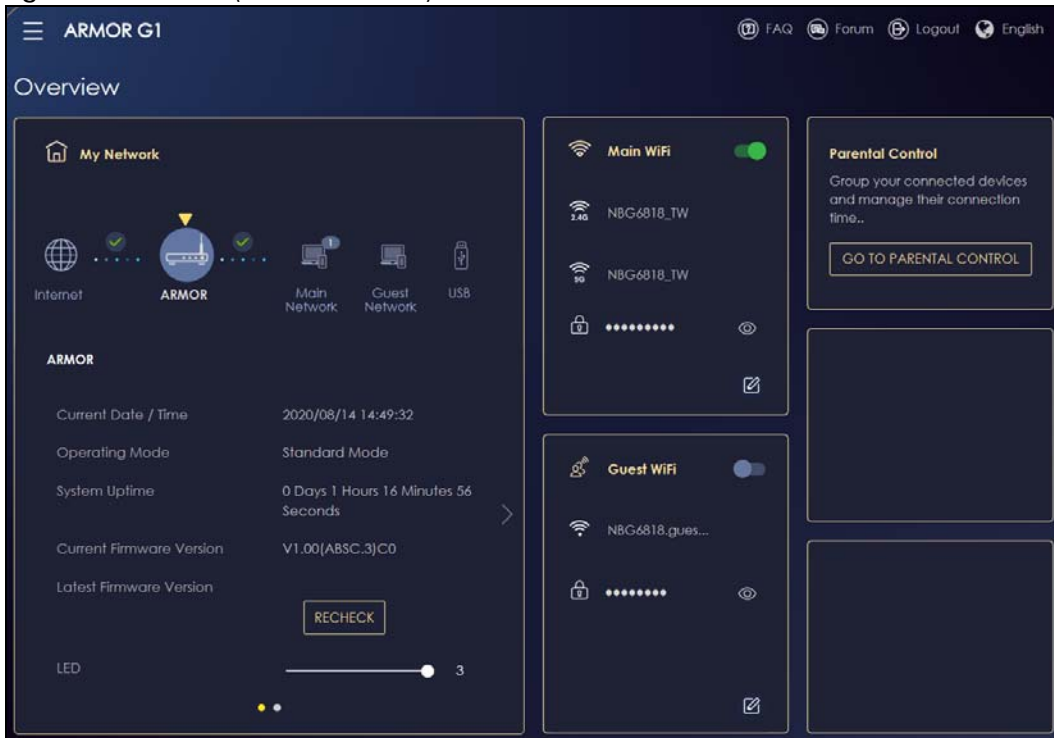 ARMOR G1
FAQ
Forum
Logout
English
Overview
My Network
Internet
ARMOR
1
Main
Network
Guest
Network
USB
ARMOR
Current Date / Time 2020/08/14 14:49:32
Operating Mode Standard Mode
System Uptime 0 Days 1 Hours 16 Minutes 56
Seconds
Current Firmware Version V1.00(ABSC.3)C0
Latest Firmware Version
RECHECK
LED 3
Main WiFi
2.4G NBG6818_TW
5G NBG6818_TW
•••••••••
Guest WiFi
NBG6818.gues...
••••••••
Parental Control
Group your connected devices
and manage their connection
time..
GO TO PARENTAL CONTROL